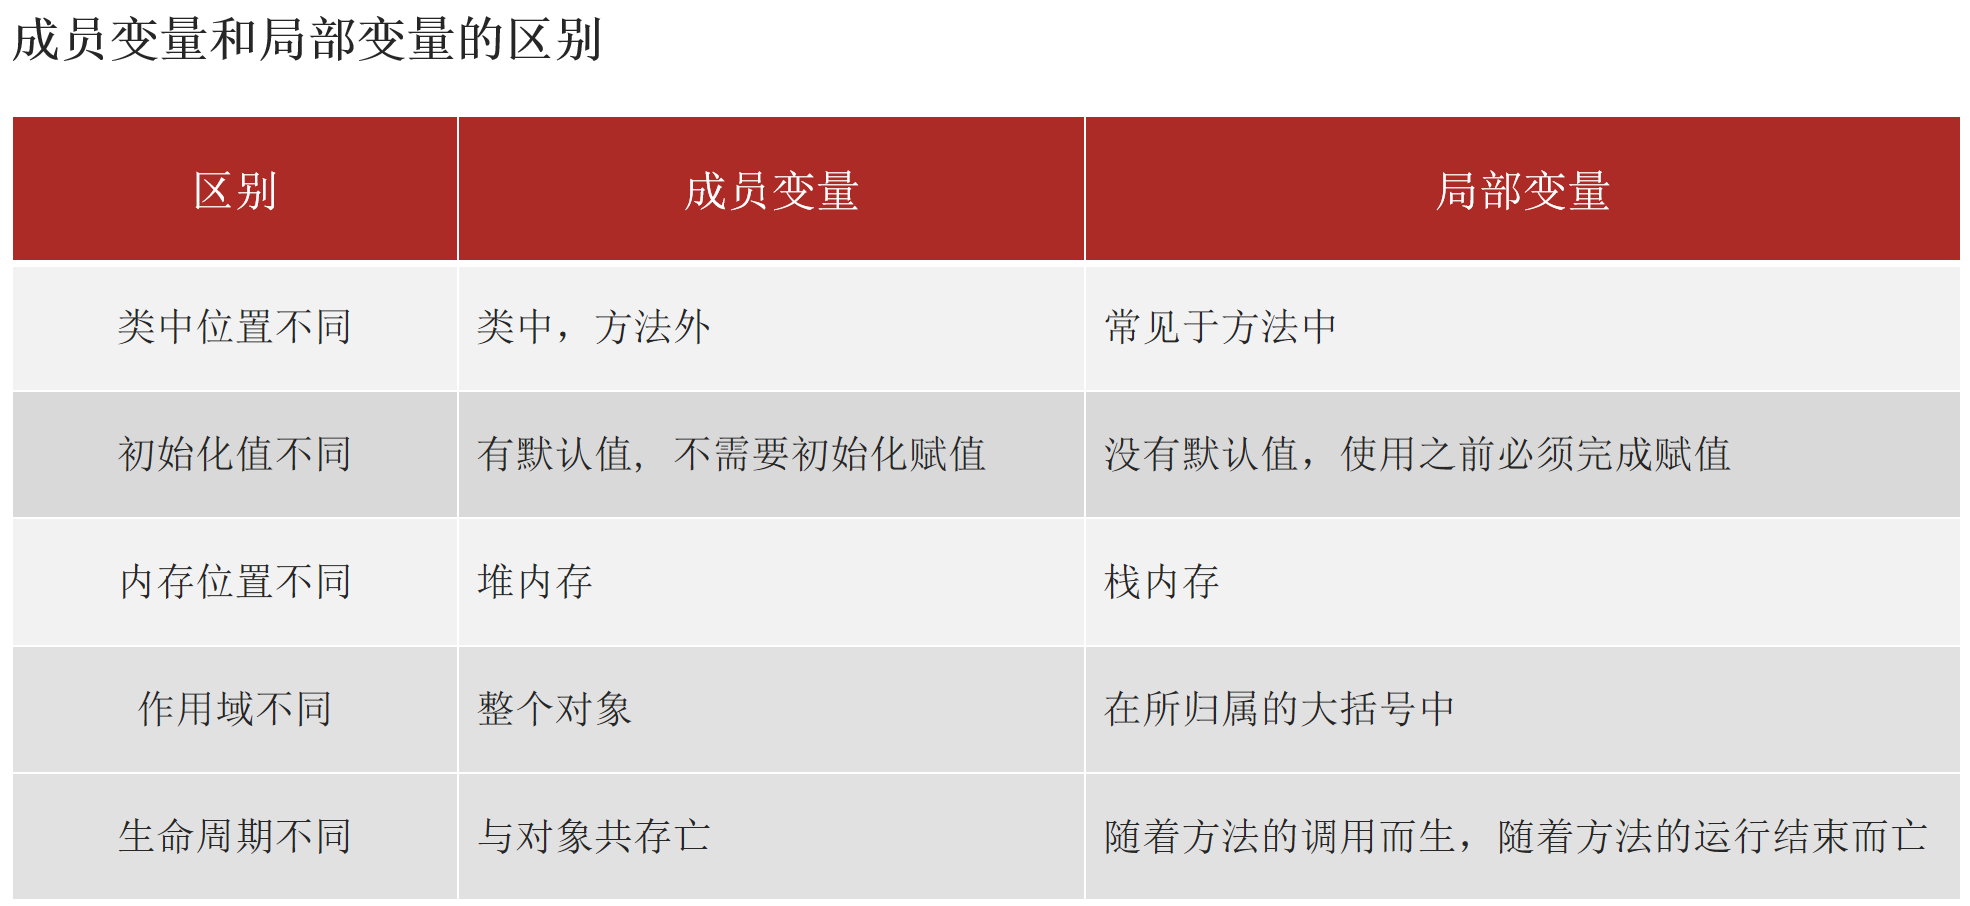 成员变量和局部变量的区别
区别 成员变量 局部变量
类中位置不同 类中，方法外 常见于方法中
初始化值不同 有默认值, 不需要初始化赋值 没有默认值，使用之前必须完成赋值
内存位置不同 堆内存 栈内存
作用域不同 整个对象 在所归属的大括号中
生命周期不同 与对象共存亡 随着方法的调用而生，随着方法的运行结束而亡